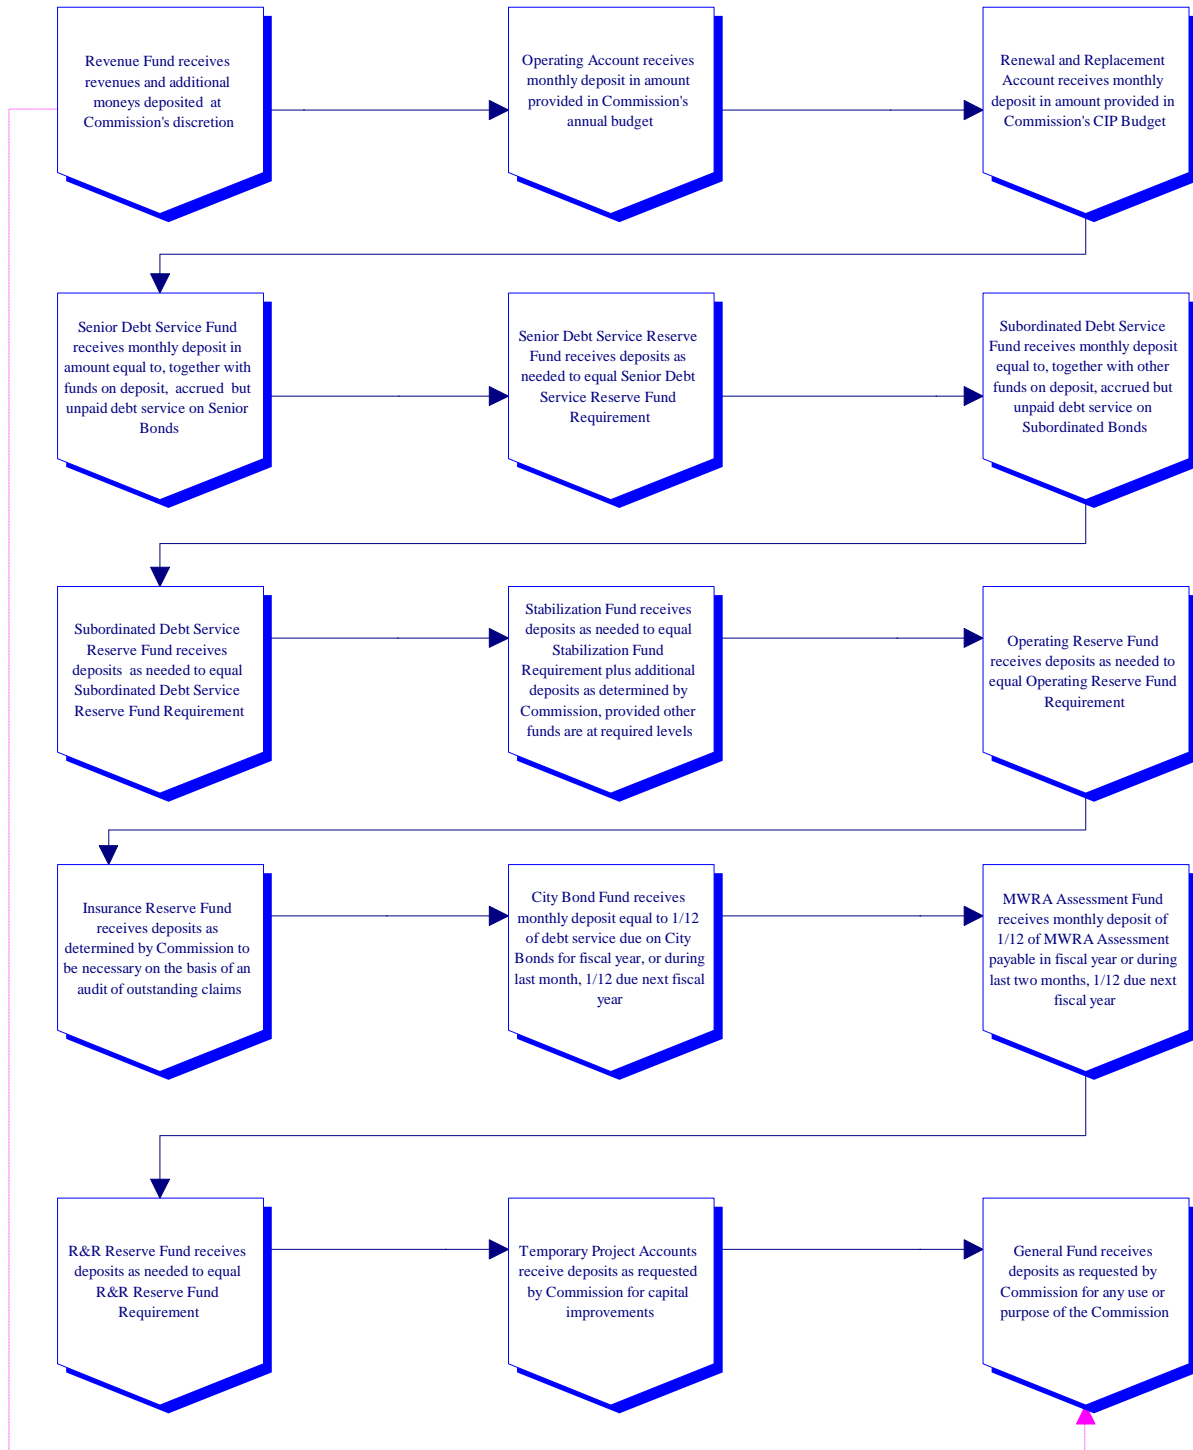 Revenue Fund receives
revenues and additional
moneys deposited at
Commission's discretion
Operating Account receives
monthly deposit in amount
provided in Commission's
annual budget
Renewal and Replacement
Account receives monthly
deposit in amount provided in
Commission's CIP Budget
Senior Debt Service Fund
receives monthly deposit in
amount equal to, together with
funds on deposit, accrued but
unpaid debt service on Senior
Bonds
Senior Debt Service Reserve
Fund receives deposits as
needed to equal Senior Debt
Service Reserve Fund
Requirement
Subordinated Debt Service
Fund receives monthly deposit
equal to, together with other
funds on deposit, accrued but
unpaid debt service on
Subordinated Bonds
Subordinated Debt Service
Reserve Fund receives
deposits as needed to equal
Subordinated Debt Service
Reserve Fund Requirement
Stabilization Fund receives
deposits as needed to equal
Stabilization Fund
Requirement plus additional
deposits as determined by
Commission, provided other
funds are at required levels
Operating Reserve Fund
receives deposits as needed to
equal Operating Reserve Fund
Requirement
Insurance Reserve Fund
receives deposits as
determined by Commission to
be necessary on the basis of an
audit of outstanding claims
City Bond Fund receives
monthly deposit equal to 1/12
of debt service due on City
Bonds for fiscal year, or during
last month, 1/12 due next fiscal
year
MWRA Assessment Fund
receives monthly deposit of
1/12 of MWRA Assessment
payable in fiscal year or during
last two months, 1/12 due next
fiscal year
R&R Reserve Fund receives
deposits as needed to equal
R&R Reserve Fund
Requirement
Temporary Project Accounts
receive deposits as requested
by Commission for capital
improvements
General Fund receives
deposits as requested by
Commission for any use or
purpose of the Commission